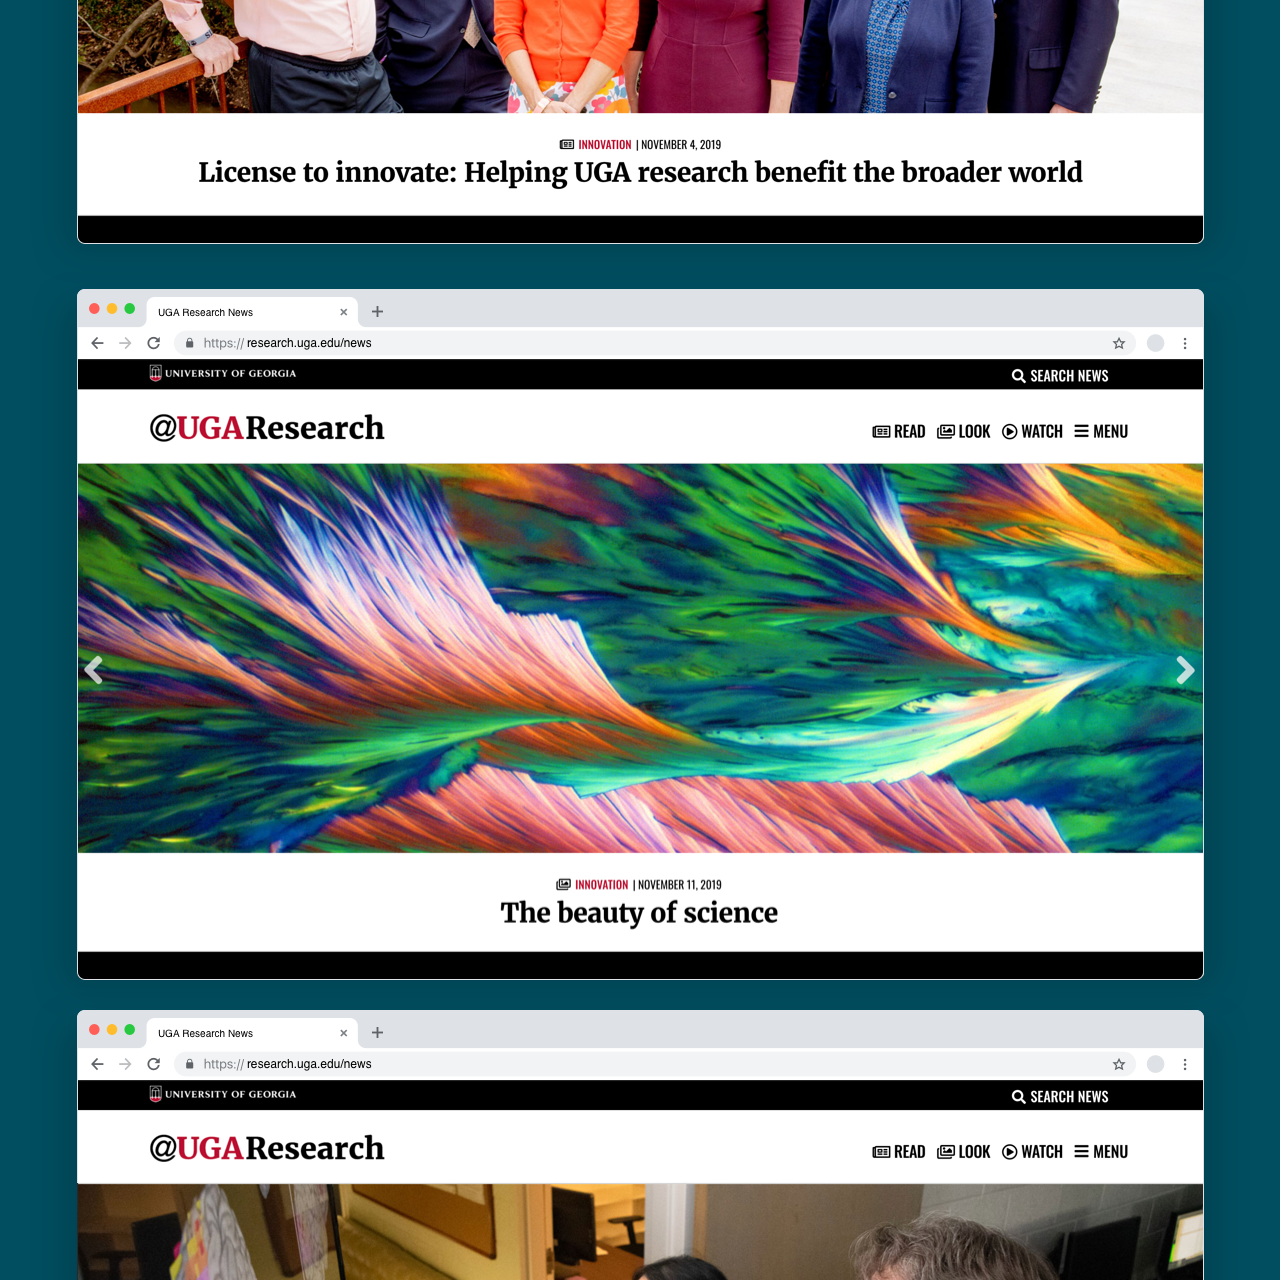 INNOVATION | NOVEMBER 4, 2019
License to innovate: Helping UGA research benefit the broader world
UGA Research News
https:// research.uga.edu/news
UNIVERSITY OF GEORGIA
SEARCH NEWS
@UGAResearch
READ LOOK WATCH MENU
INNOVATION | NOVEMBER 11, 2019
The beauty of science
UGA Research News
https:// research.uga.edu/news
UNIVERSITY OF GEORGIA
SEARCH NEWS
@UGAResearch
READ LOOK WATCH MENU